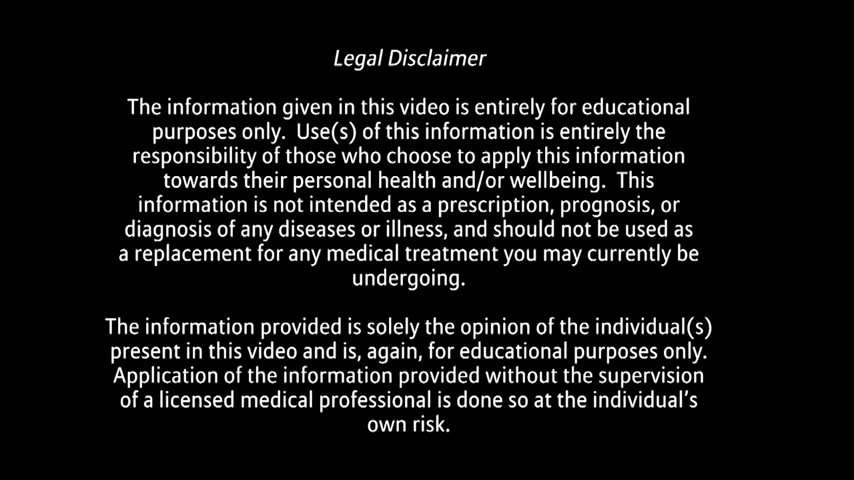 Legal Disclaimer
The information given in this video is entirely for educational
purposes only.  Use(s) of this information is entirely the
responsibility of those who choose to apply this information
towards their personal health and/or wellbeing.  This
information is not intended as a prescription, prognosis, or
diagnosis of any diseases or illness, and should not be used as
a replacement for any medical treatment you may currently be
undergoing.
The information provided is solely the opinion of the individual(s)
present in this video and is, again, for educational purposes only.
Application of the information provided without the supervision
of a licensed medical professional is done so at the individual's
own risk.